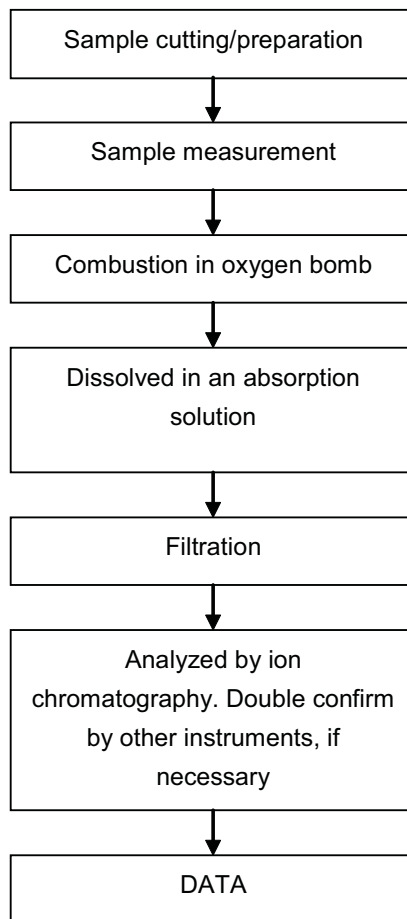 Sample cutting/preparation
Sample measurement
Combustion in oxygen bomb
Dissolved in an absorption
solution
Filtration
Analyzed by ion
chromatography. Double confirm
by other instruments, if
necessary
DATA